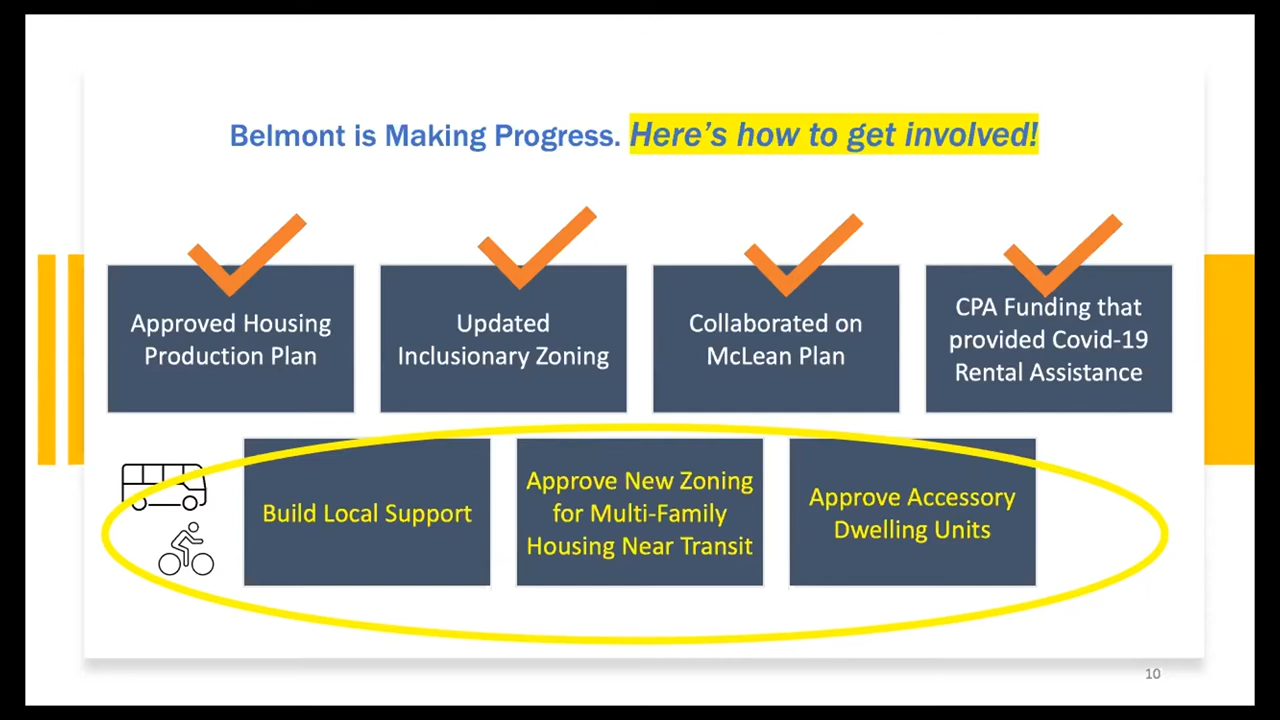 Belmont is Making Progress. Here's how to get involved!
Approved Housing
Production Plan
Updated
Inclusionary Zoning
Collaborated on
McLean Plan
CPA Funding that
provided Covid-19
Rental Assistance
Build Local Support
Approve New Zoning
for Multi-Family
Housing Near Transit
Approve Accessory
Dwelling Units
10